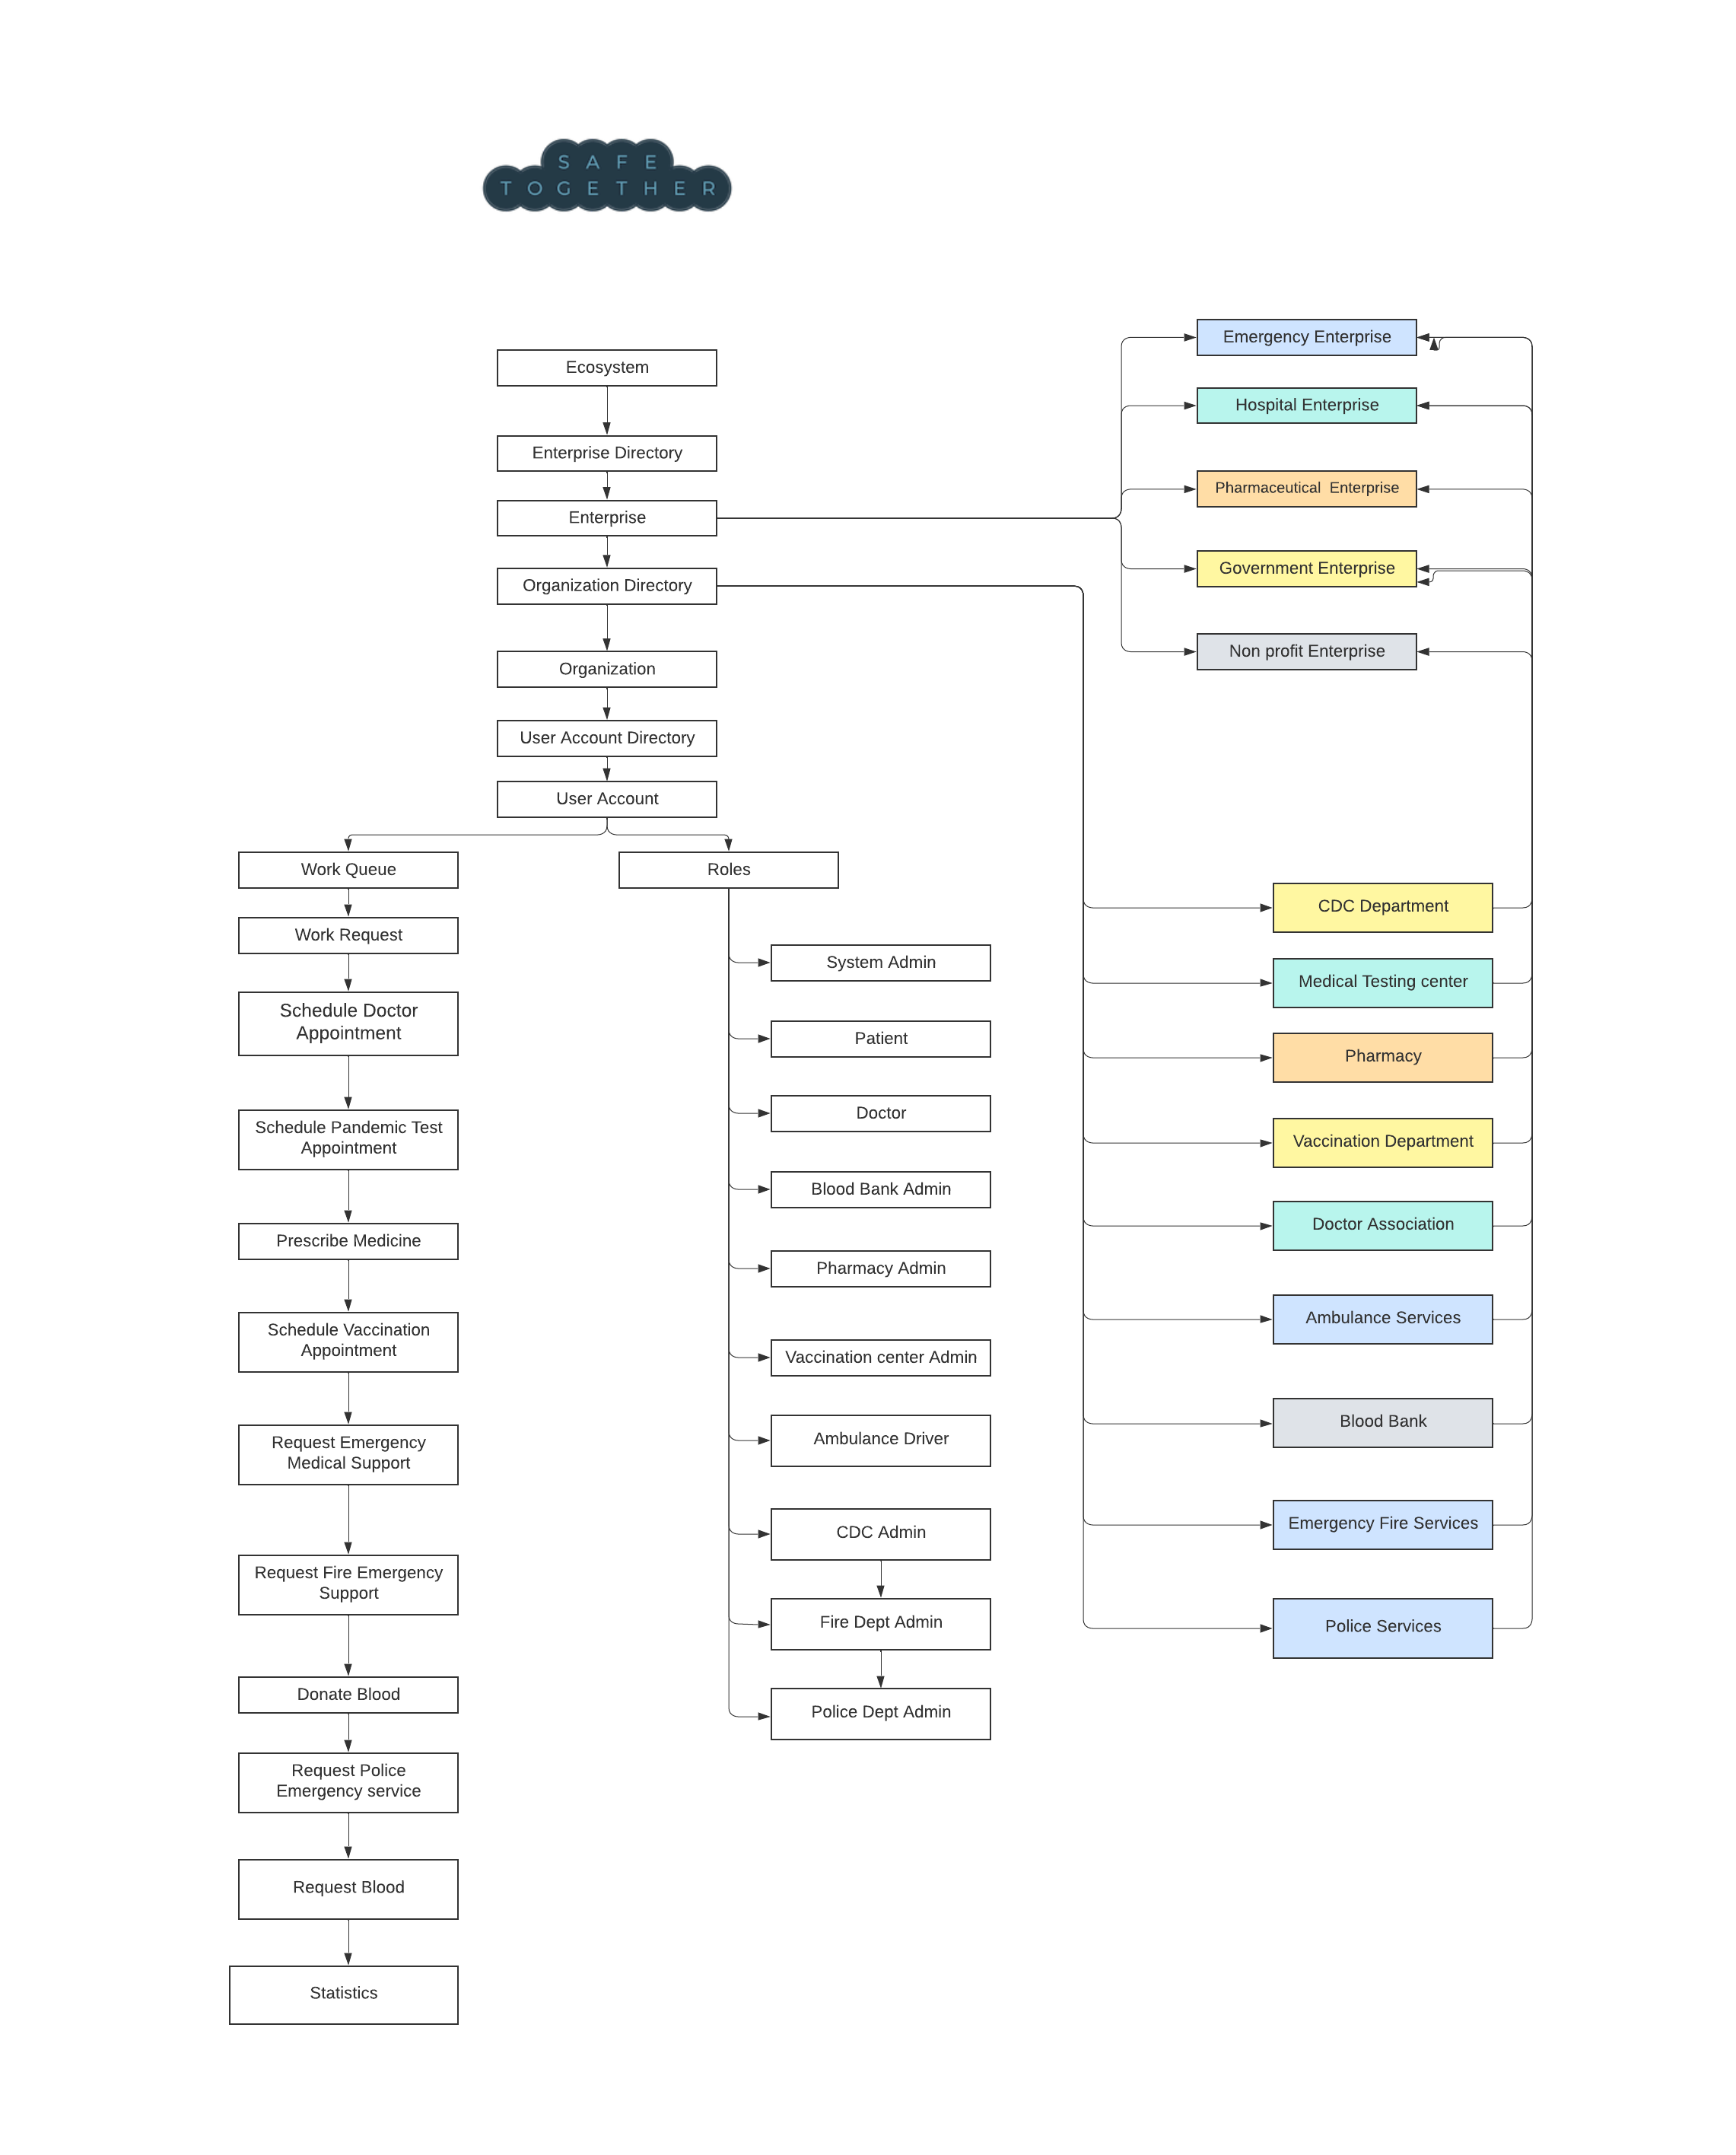 SAFE
TOGETHER
Ecosystem
Enterprise Directory
Enterprise
Organization Directory
Organization
User Account Directory
User Account
Work Queue
Work Request
Schedule Doctor
Appointment
Schedule Pandemic Test
Appointment
Prescribe Medicine
Schedule Vaccination
Appointment
Request Emergency
Medical Support
Request Fire Emergency
Support
Donate Blood
Request Police
Emergency service
Request Blood
Statistics
Roles
System Admin
Patient
Doctor
Blood Bank Admin
Pharmacy Admin
Vaccination center Admin
Ambulance Driver
CDC Admin
Fire Dept Admin
Police Dept Admin
Emergency Enterprise
Hospital Enterprise
Pharmaceutical  Enterprise
Government Enterprise
Non profit Enterprise
CDC Department
Medical Testing center
Pharmacy
Vaccination Department
Doctor Association
Ambulance Services
Blood Bank
Emergency Fire Services
Police Services